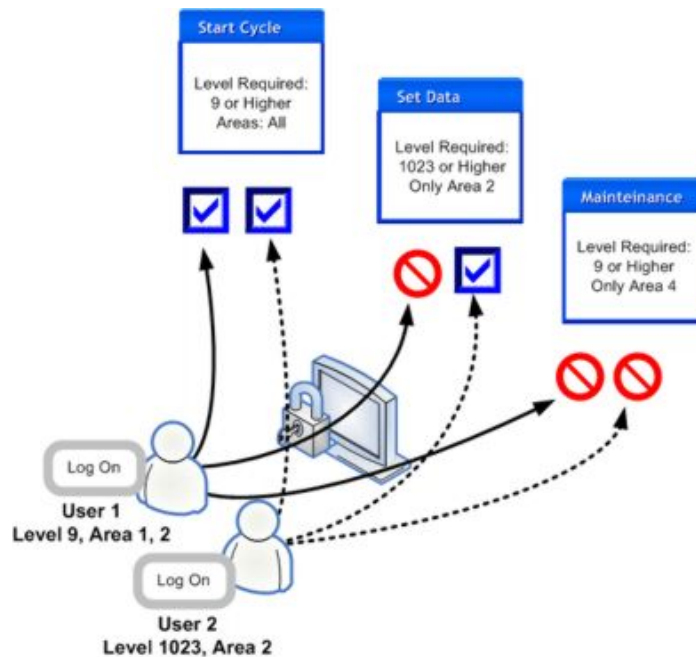 Start Cycle
Level Required:
9 or Higher
Areas: All
Set Data
Level Required:
1023 or Higher
Only Area 2
Mainteinance
Level Required:
9 or Higher
Only Area 4
Log On
User 1
Level 9, Area 1, 2
Log On
User 2
Level 1023, Area 2